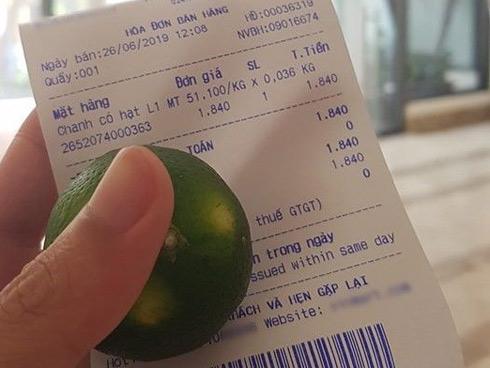 HÓA ĐƠN BÁN HÀNG
Ngày bán:26/06/2019 12:08 HĐ:00036319
Quầy:001 NVBH:09016674
Mặt hàng Đơn giá SL T.Tiền
Chanh có hạt L1 MT 51.100/KG X 0,036 KG
2652074000363 1.840 1 1.840
TOÁN 0
1.840
1.840
0
thuế GTGT)
n trong ngày
ssued within same day
KHÁCH VÀ HẸN GẶP LẠI
Website: